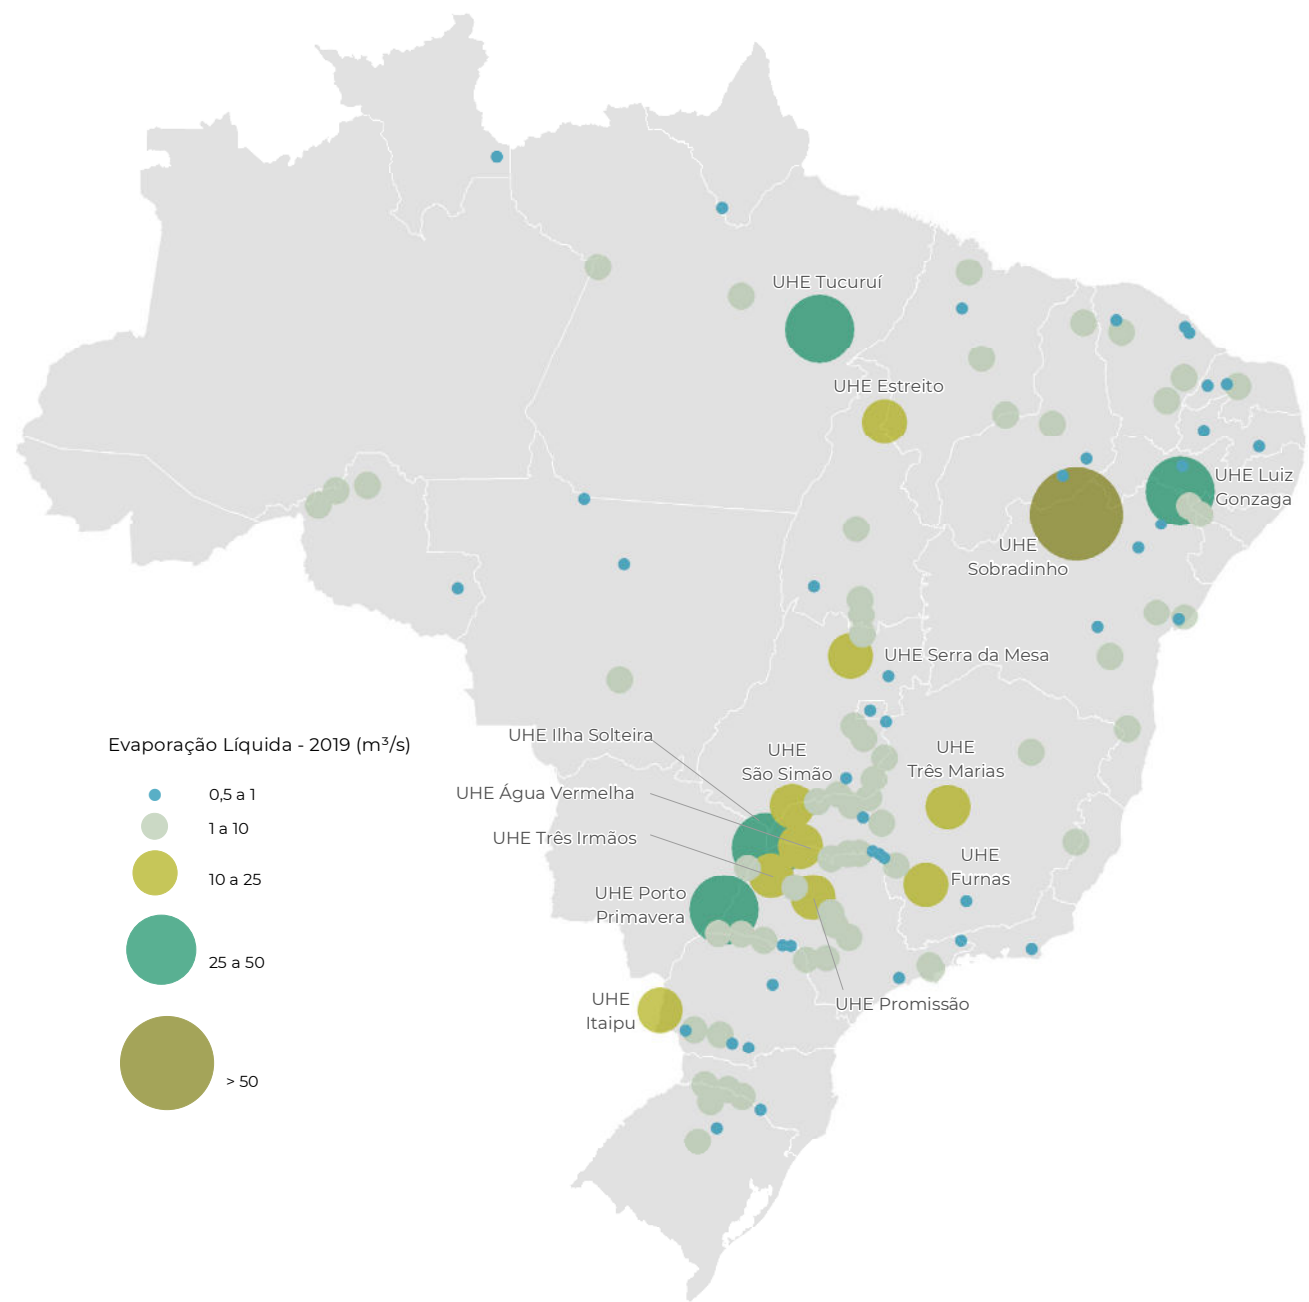 UHE Tucuruí
UHE Estreito
UHE Luiz
Gonzaga
UHE
Sobradinho
UHE Serra da Mesa
UHE Ilha Solteira
Evaporação Líquida - 2019 (m³/s)
UHE
São Simão
UHE
Três Marias
UHE Água Vermelha
0,5 a 1
1 a 10
UHE Três Irmãos
UHE
Furnas
10 a 25
UHE Porto
Primavera
25 a 50
UHE
Itaipu
UHE Promissão
> 50